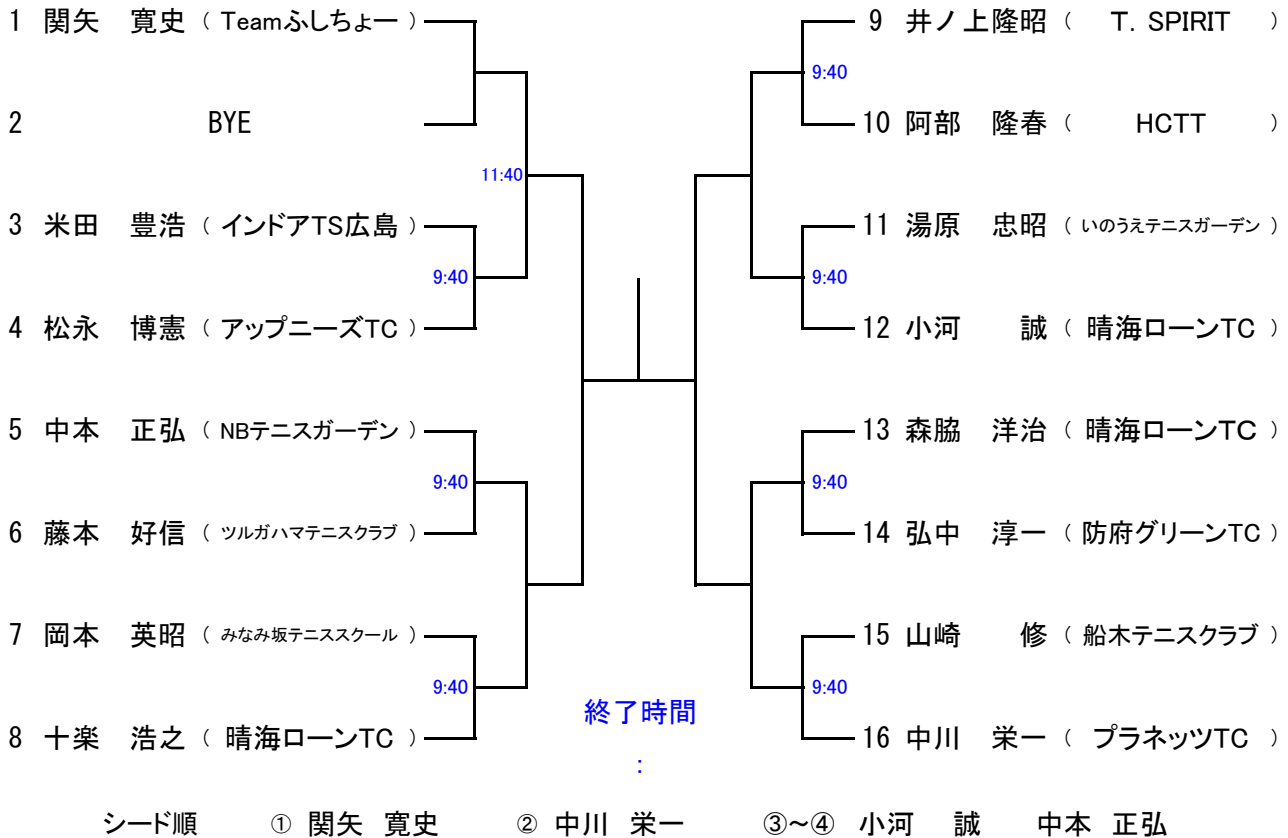 1 関矢 寛史 ( Teamふしちょー )
2 BYE
11:40
3 米田 豊浩 ( インドアTS広島 )
9:40
4 松永 博憲 ( アップニーズTC )
5 中本 正弘 ( NBテニスガーデン )
9:40
6 藤本 好信 ( ツルガハマテニスクラブ )
7 岡本 英昭 ( みなみ坂テニススクール )
9:40
8 十楽 浩之 ( 晴海ローンTC )
9 井ノ上隆昭 ( T. SPIRIT )
9:40
10 阿部 隆春 ( HCTT )
11 湯原 忠昭 ( いのうえテニスガーデン )
9:40
12 小河 誠 ( 晴海ローンTC )
13 森脇 洋治 ( 晴海ローンTC )
9:40
14 弘中 淳一 ( 防府グリーンTC )
15 山崎 修 ( 船木テニスクラブ )
9:40
16 中川 栄一 ( プラネッツTC )
終了時間
:
シード順 ① 関矢 寛史 ② 中川 栄一 ③~④ 小河 誠 中本 正弘